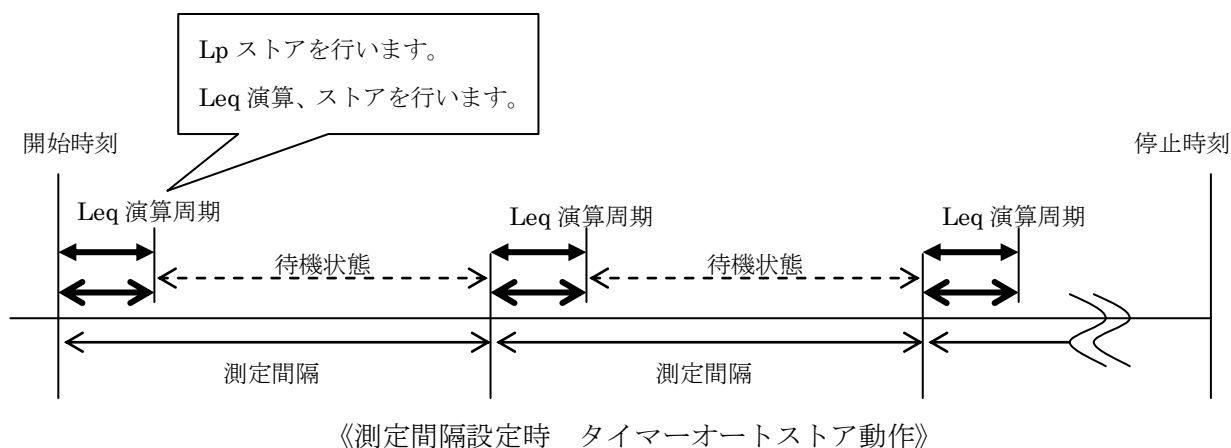 Lp ストアを行います。
Leq 演算、ストアを行います。
開始時刻
停止時刻
Leq 演算周期
Leq 演算周期
Leq 演算周期
待機状態
待機状態
測定間隔
測定間隔
《測定間隔設定時　タイマーオートストア動作》